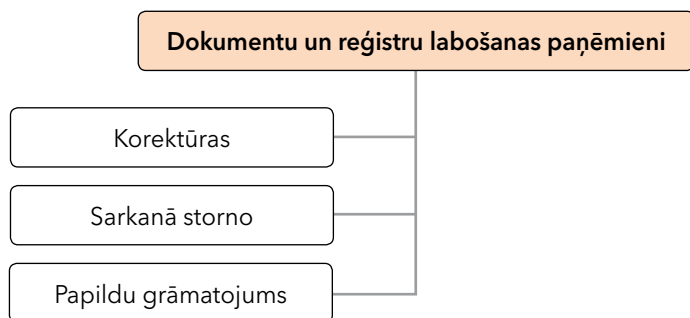 Dokumentu un reģistru labošanas paņēmieni
Korektūras
Sarkanā storno
Papildu grāmatojums